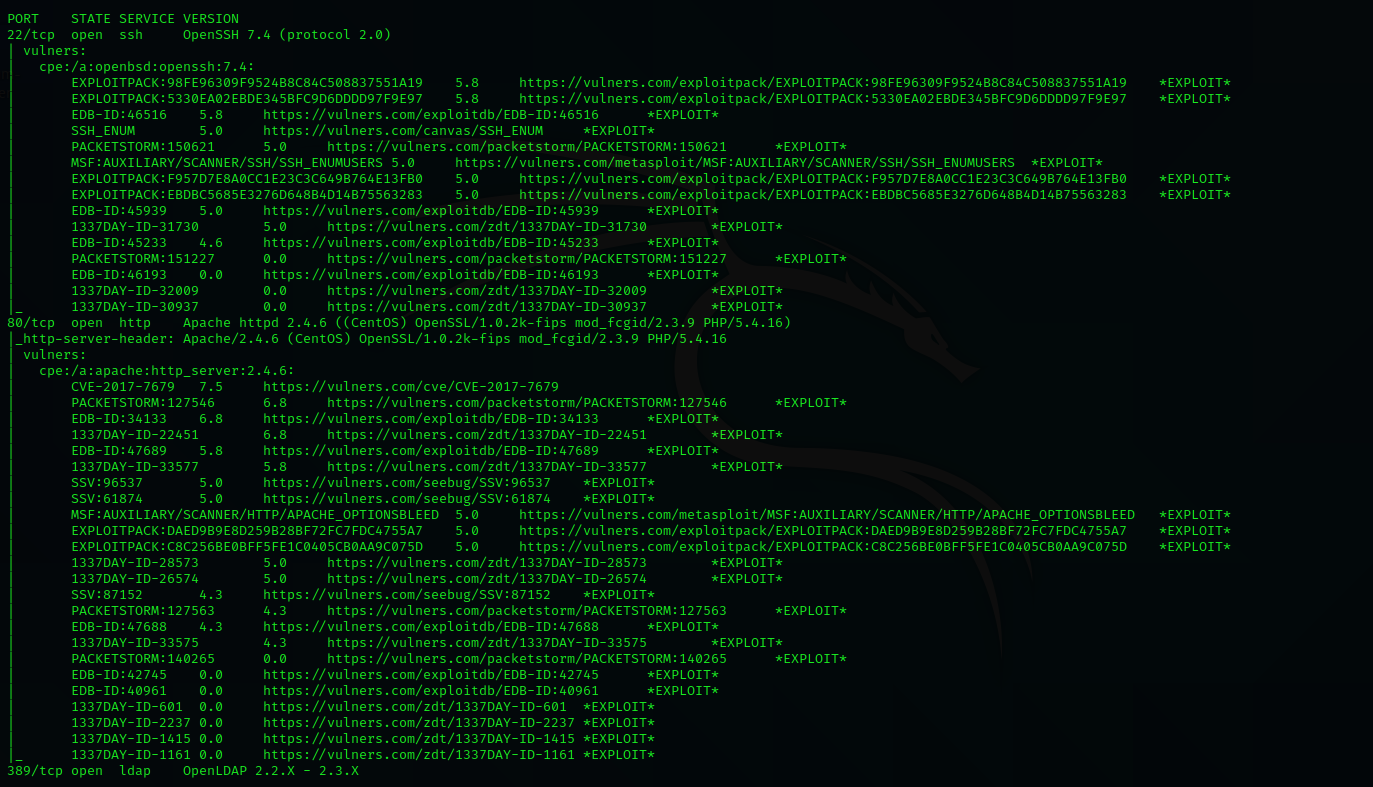 PORT    STATE SERVICE VERSION
22/tcp  open  ssh     OpenSSH 7.4 (protocol 2.0)
| vulners:
|   cpe:/a:openbsd:openssh:7.4:
|       EXPLOITPACK:98FE96309F9524B8C84C508837551A19    5.8     https://vulners.com/exploitpack/EXPLOITPACK:98FE96309F9524B8C84C508837551A19    *EXPLOIT*
|       EXPLOITPACK:5330EA02EBDE345BFC9D6DDDD97F9E97    5.8     https://vulners.com/exploitpack/EXPLOITPACK:5330EA02EBDE345BFC9D6DDDD97F9E97    *EXPLOIT*
|       EDB-ID:46516    5.8     https://vulners.com/exploitdb/EDB-ID:46516      *EXPLOIT*
|       SSH_ENUM        5.0     https://vulners.com/canvas/SSH_ENUM     *EXPLOIT*
|       PACKETSTORM:150621      5.0     https://vulners.com/packetstorm/PACKETSTORM:150621      *EXPLOIT*
|       MSF:AUXILIARY/SCANNER/SSH/SSH_ENUMUSERS 5.0     https://vulners.com/metasploit/MSF:AUXILIARY/SCANNER/SSH/SSH_ENUMUSERS  *EXPLOIT*
|       EXPLOITPACK:F957D7E8A0CC1E23C3C649B764E13FB0    5.0     https://vulners.com/exploitpack/EXPLOITPACK:F957D7E8A0CC1E23C3C649B764E13FB0    *EXPLOIT*
|       EXPLOITPACK:EBDBC5685E3276D648B4D14B75563283    5.0     https://vulners.com/exploitpack/EXPLOITPACK:EBDBC5685E3276D648B4D14B75563283    *EXPLOIT*
|       EDB-ID:45939    5.0     https://vulners.com/exploitdb/EDB-ID:45939      *EXPLOIT*
|       1337DAY-ID-31730        5.0     https://vulners.com/zdt/1337DAY-ID-31730        *EXPLOIT*
|       EDB-ID:45233    4.6     https://vulners.com/exploitdb/EDB-ID:45233      *EXPLOIT*
|       PACKETSTORM:151227      0.0     https://vulners.com/packetstorm/PACKETSTORM:151227      *EXPLOIT*
|       EDB-ID:46193    0.0     https://vulners.com/exploitdb/EDB-ID:46193      *EXPLOIT*
|       1337DAY-ID-32009        0.0     https://vulners.com/zdt/1337DAY-ID-32009        *EXPLOIT*
|_      1337DAY-ID-30937        0.0     https://vulners.com/zdt/1337DAY-ID-30937        *EXPLOIT*
80/tcp  open  http    Apache httpd 2.4.6 ((CentOS) OpenSSL/1.0.2k-fips mod_fcgid/2.3.9 PHP/5.4.16)
|_http-server-header: Apache/2.4.6 (CentOS) OpenSSL/1.0.2k-fips mod_fcgid/2.3.9 PHP/5.4.16
| vulners:
|   cpe:/a:apache:http_server:2.4.6:
|       CVE-2017-7679   7.5     https://vulners.com/cve/CVE-2017-7679
|       PACKETSTORM:127546      6.8     https://vulners.com/packetstorm/PACKETSTORM:127546      *EXPLOIT*
|       EDB-ID:34133    6.8     https://vulners.com/exploitdb/EDB-ID:34133      *EXPLOIT*
|       1337DAY-ID-22451        6.8     https://vulners.com/zdt/1337DAY-ID-22451        *EXPLOIT*
|       EDB-ID:47689    5.8     https://vulners.com/exploitdb/EDB-ID:47689      *EXPLOIT*
|       1337DAY-ID-33577        5.8     https://vulners.com/zdt/1337DAY-ID-33577        *EXPLOIT*
|       SSV:96537       5.0     https://vulners.com/seebug/SSV:96537    *EXPLOIT*
|       SSV:61874       5.0     https://vulners.com/seebug/SSV:61874    *EXPLOIT*
|       MSF:AUXILIARY/SCANNER/HTTP/APACHE_OPTIONSBLEED  5.0     https://vulners.com/metasploit/MSF:AUXILIARY/SCANNER/HTTP/APACHE_OPTIONSBLEED   *EXPLOIT*
|       EXPLOITPACK:DAED9B9E8D259B28BF72FC7FDC4755A7    5.0     https://vulners.com/exploitpack/EXPLOITPACK:DAED9B9E8D259B28BF72FC7FDC4755A7    *EXPLOIT*
|       EXPLOITPACK:C8C256BE0BFF5FE1C0405CB0AA9C075D    5.0     https://vulners.com/exploitpack/EXPLOITPACK:C8C256BE0BFF5FE1C0405CB0AA9C075D    *EXPLOIT*
|       1337DAY-ID-28573        5.0     https://vulners.com/zdt/1337DAY-ID-28573        *EXPLOIT*
|       1337DAY-ID-26574        5.0     https://vulners.com/zdt/1337DAY-ID-26574        *EXPLOIT*
|       SSV:87152       4.3     https://vulners.com/seebug/SSV:87152    *EXPLOIT*
|       PACKETSTORM:127563      4.3     https://vulners.com/packetstorm/PACKETSTORM:127563      *EXPLOIT*
|       EDB-ID:47688    4.3     https://vulners.com/exploitdb/EDB-ID:47688      *EXPLOIT*
|       1337DAY-ID-33575        4.3     https://vulners.com/zdt/1337DAY-ID-33575        *EXPLOIT*
|       PACKETSTORM:140265      0.0     https://vulners.com/packetstorm/PACKETSTORM:140265      *EXPLOIT*
|       EDB-ID:42745    0.0     https://vulners.com/exploitdb/EDB-ID:42745      *EXPLOIT*
|       EDB-ID:40961    0.0     https://vulners.com/exploitdb/EDB-ID:40961      *EXPLOIT*
|       1337DAY-ID-601  0.0     https://vulners.com/zdt/1337DAY-ID-601  *EXPLOIT*
|       1337DAY-ID-2237 0.0     https://vulners.com/zdt/1337DAY-ID-2237 *EXPLOIT*
|       1337DAY-ID-1415 0.0     https://vulners.com/zdt/1337DAY-ID-1415 *EXPLOIT*
|_      1337DAY-ID-1161 0.0     https://vulners.com/zdt/1337DAY-ID-1161 *EXPLOIT*
389/tcp open  ldap    OpenLDAP 2.2.X - 2.3.X